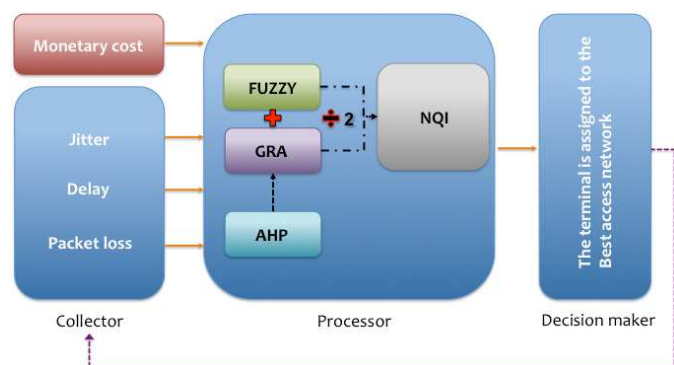 Monetary cost
Jitter
Delay
Packet loss
Collector
FUZZY
GRA
÷ 2
AHP
NQI
Processor
The terminal is assigned to the
Best access network
Decision maker